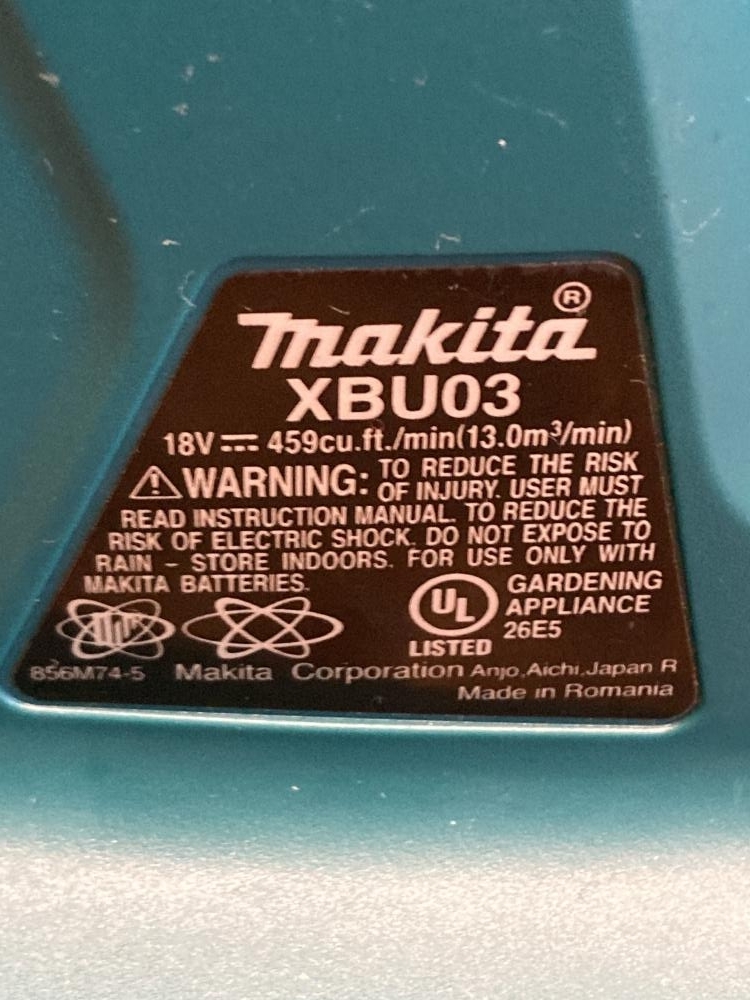 Makita®
XBU03
18V ⎓ 459cu.ft./min(13.0m³/min)
⚠WARNING: TO REDUCE THE RISK
OF INJURY. USER MUST
READ INSTRUCTION MANUAL. TO REDUCE THE
RISK OF ELECTRIC SHOCK. DO NOT EXPOSE TO
RAIN – STORE INDOORS. FOR USE ONLY WITH
MAKITA BATTERIES.
UL
LISTED
GARDENING
APPLIANCE
26E5
856M74-5 Makita Corporation Anjo,Aichi,Japan R
Made in Romania